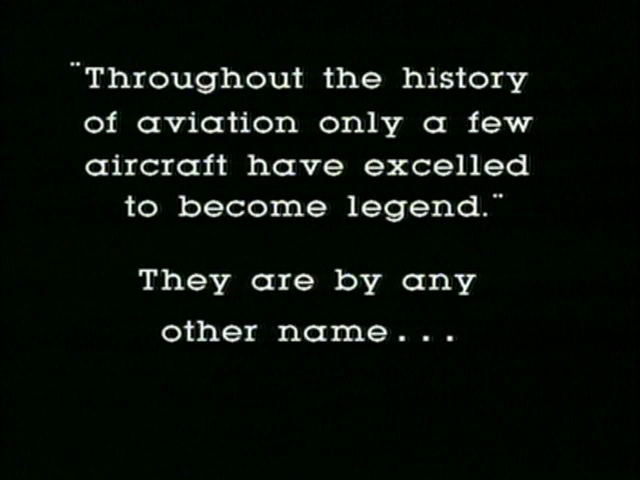 "Throughout the history
of aviation only a few
aircraft have excelled
to become legend."
They are by any
other name...